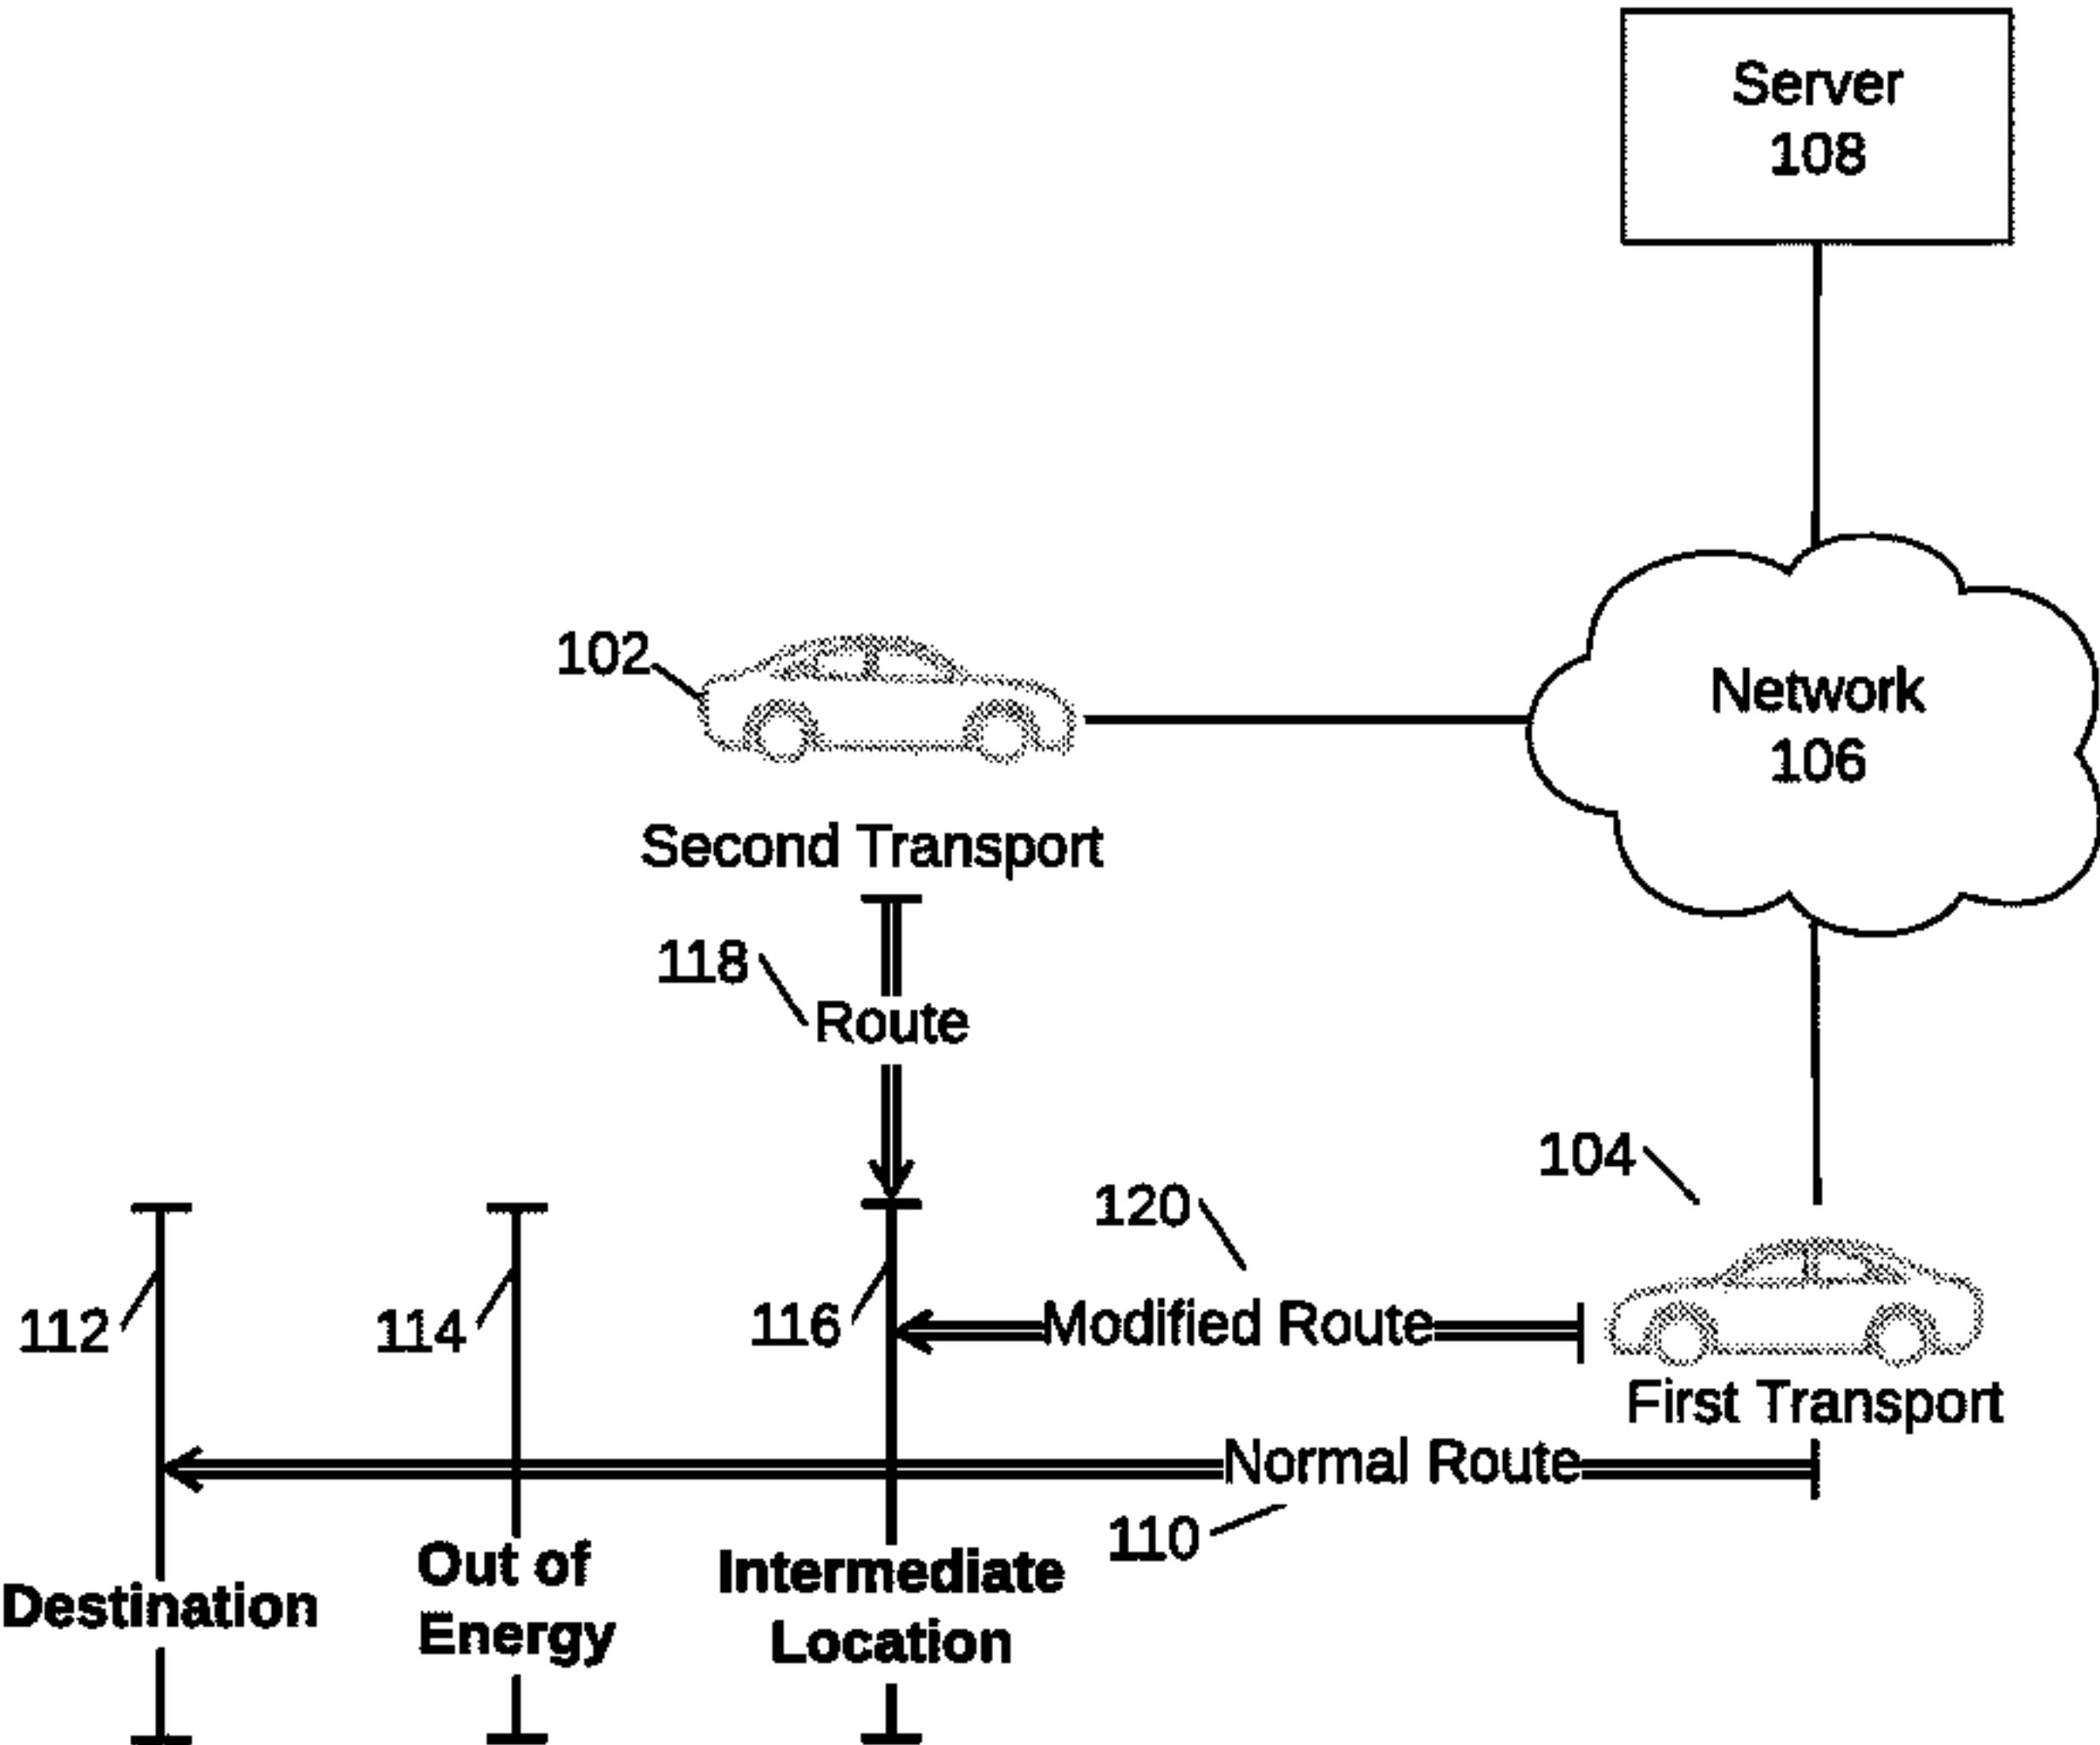 Server
108
102
Network
106
Second Transport
118
Route
104
120
112
114
116
Modified Route
First Transport
Normal Route
110
Out of
Energy
Intermediate
Location
Destination